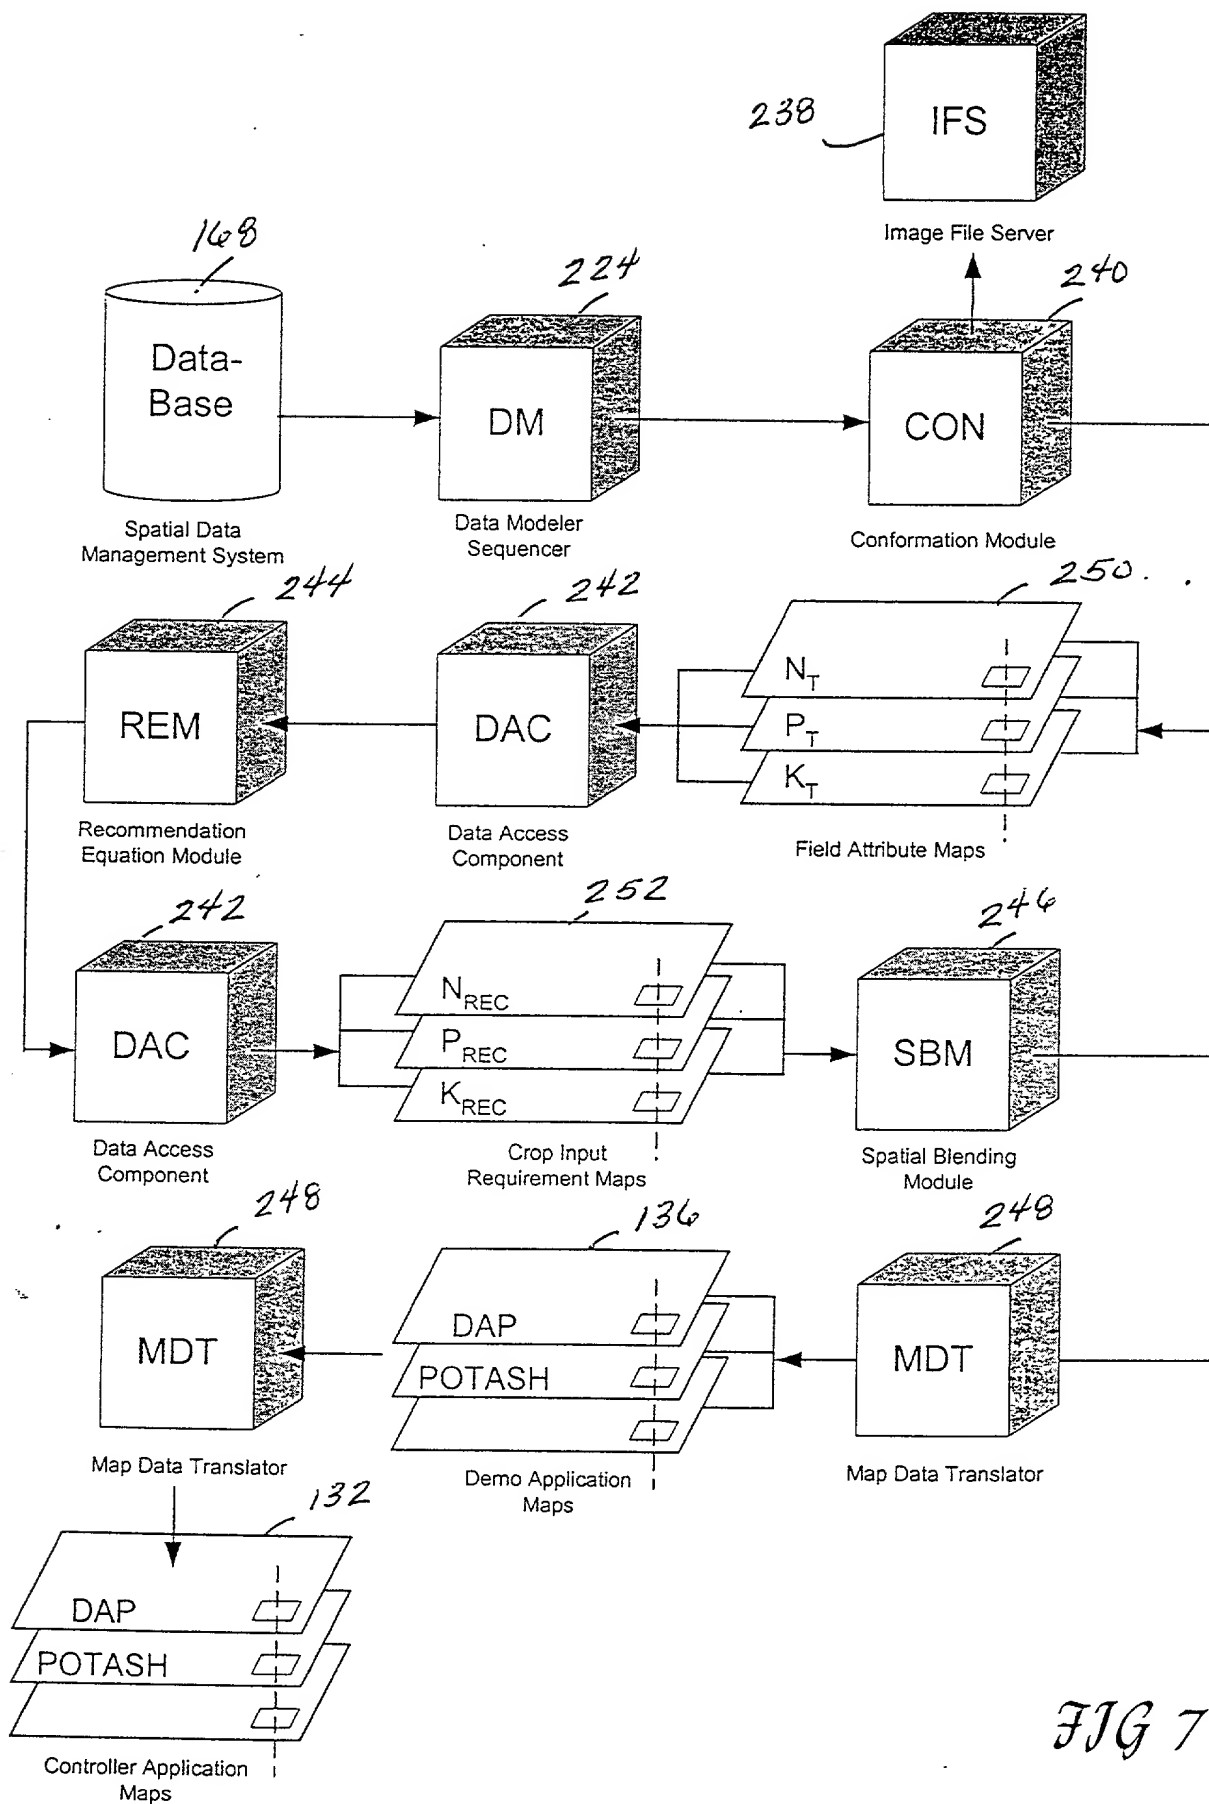 238
IFS
Image File Server
168
224
240
Data-
Base
DM
CON
Spatial Data
Management System
Data Modeler
Sequencer
Conformation Module
244
242
250
REM
DAC
N_T
P_T
K_T
Recommendation
Equation Module
Data Access
Component
Field Attribute Maps
242
252
246
DAC
N_REC
P_REC
K_REC
SBM
Data Access
Component
Crop Input
Requirement Maps
Spatial Blending
Module
248
136
248
MDT
DAP
POTASH
MDT
Map Data Translator
Demo Application
Maps
Map Data Translator
132
DAP
POTASH
Controller Application
Maps
FIG 7